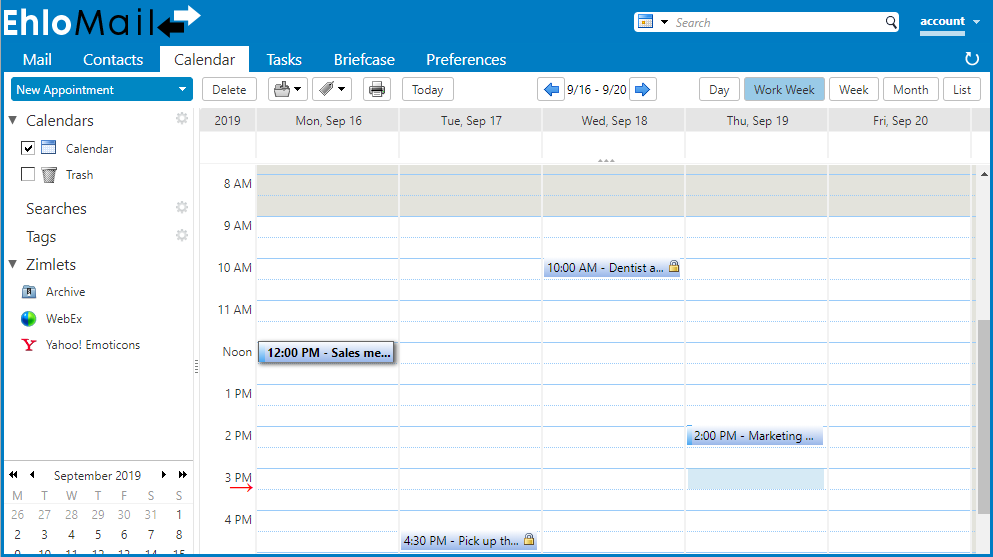 EhloMail
Search
account
Mail Contacts Calendar Tasks Briefcase Preferences
New Appointment Delete Today 9/16 - 9/20 Day Work Week Week Month List
Calendars
Calendar
Trash
Searches
Tags
Zimlets
Archive
WebEx
Yahoo! Emoticons
September 2019
M T W T F S S
26 27 28 29 30 31 1
2 3 4 5 6 7 8
9 10 11 12 13 14 15
2019 Mon, Sep 16 Tue, Sep 17 Wed, Sep 18 Thu, Sep 19 Fri, Sep 20
8 AM
9 AM
10 AM 10:00 AM - Dentist a...
11 AM
Noon 12:00 PM - Sales me...
1 PM
2 PM 2:00 PM - Marketing ...
3 PM
4 PM
4:30 PM - Pick up th...